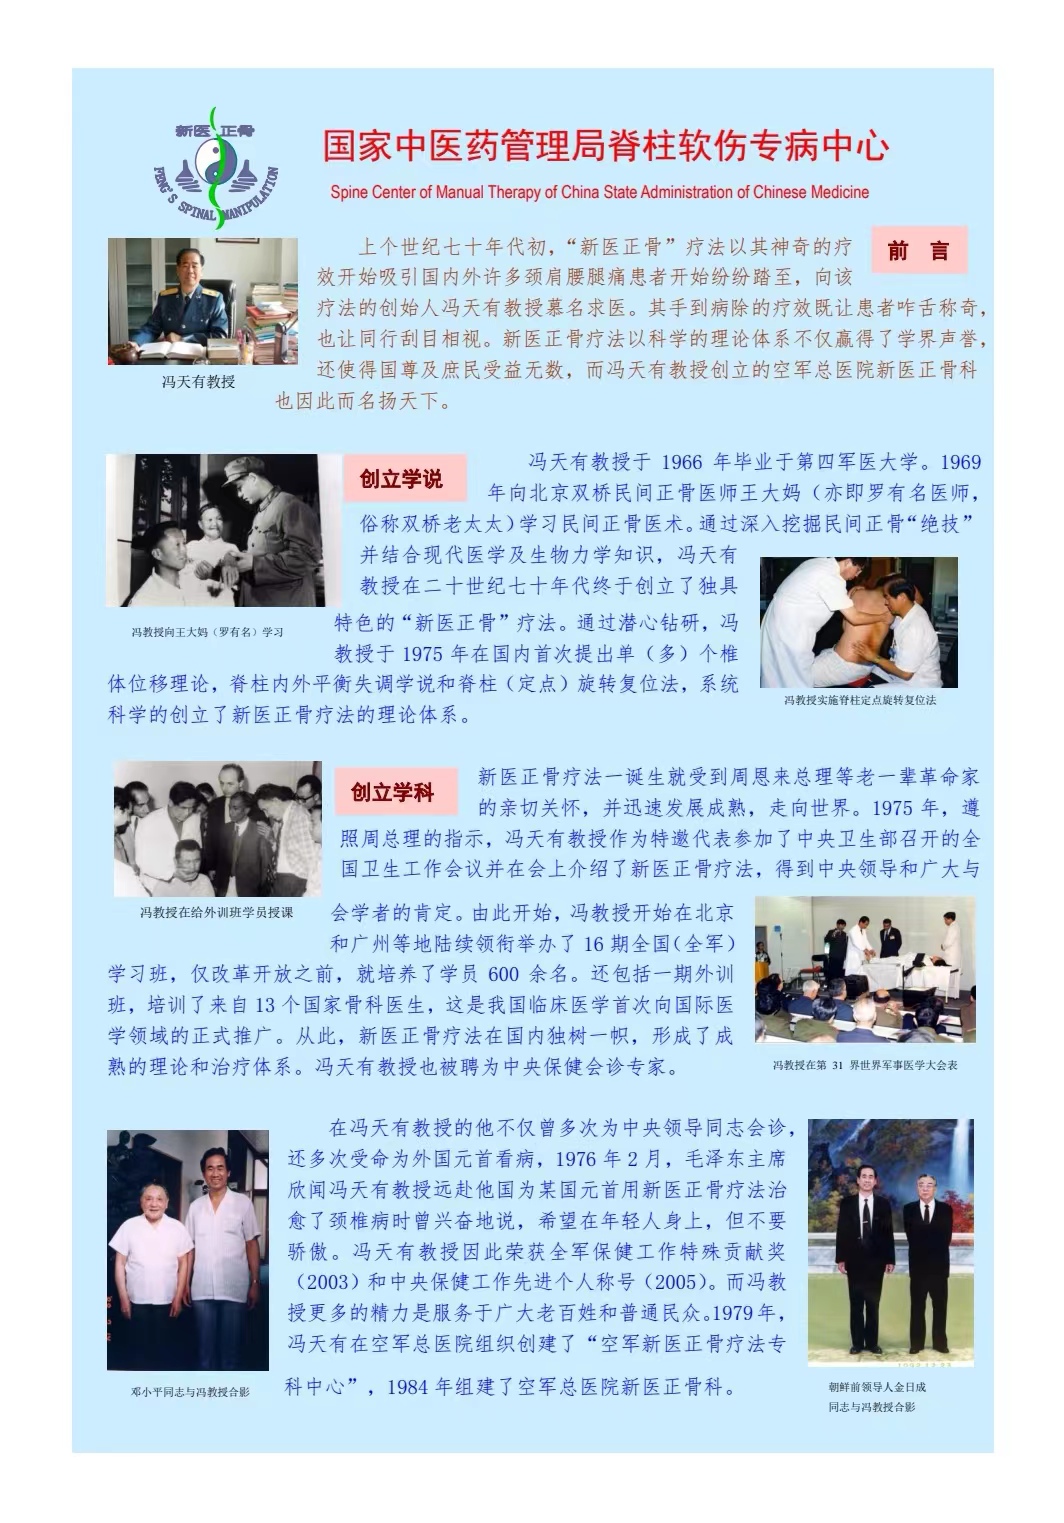 新医正骨
FENG'S SPINAL MANIPULATION
国家中医药管理局脊柱软伤专病中心
Spine Center of Manual Therapy of China State Administration of Chinese Medicine
前 言
上个世纪七十年代初，“新医正骨”疗法以其神奇的疗
效开始吸引国内外许多颈肩腰腿痛患者开始纷纷踏至，向该
疗法的创始人冯天有教授慕名求医。其手到病除的疗效既让患者咋舌称奇，
也让同行刮目相视。新医正骨疗法以科学的理论体系不仅赢得了学界声誉，
还使得国尊及庶民受益无数，而冯天有教授创立的空军总医院新医正骨科
也因此而名扬天下。
冯天有教授
创立学说
冯天有教授于 1966 年毕业于第四军医大学。1969
年向北京双桥民间正骨医师王大妈（亦即罗有名医师，
俗称双桥老太太）学习民间正骨医术。通过深入挖掘民间正骨“绝技”
并结合现代医学及生物力学知识，冯天有
教授在二十世纪七十年代终于创立了独具
特色的“新医正骨”疗法。通过潜心钻研，冯
教授于 1975 年在国内首次提出单（多）个椎
体位移理论，脊柱内外平衡失调学说和脊柱（定点）旋转复位法，系统
科学的创立了新医正骨疗法的理论体系。
冯教授向王大妈（罗有名）学习
冯教授实施脊柱定点旋转复位法
创立学科
新医正骨疗法一诞生就受到周恩来总理等老一辈革命家
的亲切关怀，并迅速发展成熟，走向世界。1975 年，遵
照周总理的指示，冯天有教授作为特邀代表参加了中央卫生部召开的全
国卫生工作会议并在会上介绍了新医正骨疗法，得到中央领导和广大与
会学者的肯定。由此开始，冯教授开始在北京
和广州等地陆续领衔举办了 16 期全国（全军）
学习班，仅改革开放之前，就培养了学员 600 余名。还包括一期外训
班，培训了来自 13 个国家骨科医生，这是我国临床医学首次向国际医
学领域的正式推广。从此，新医正骨疗法在国内独树一帜，形成了成
熟的理论和治疗体系。冯天有教授也被聘为中央保健会诊专家。
冯教授在给外训班学员授课
冯教授在第 31 界世界军事医学大会表
在冯天有教授的他不仅曾多次为中央领导同志会诊，
还多次受命为外国元首看病，1976 年 2 月，毛泽东主席
欣闻冯天有教授远赴他国为某国元首用新医正骨疗法治
愈了颈椎病时曾兴奋地说，希望在年轻人身上，但不要
骄傲。冯天有教授因此荣获全军保健工作特殊贡献奖
（2003）和中央保健工作先进个人称号（2005）。而冯教
授更多的精力是服务于广大老百姓和普通民众。1979 年，
冯天有在空军总医院组织创建了“空军新医正骨疗法专
科中心”，1984 年组建了空军总医院新医正骨科。
邓小平同志与冯教授合影
朝鲜前领导人金日成
同志与冯教授合影